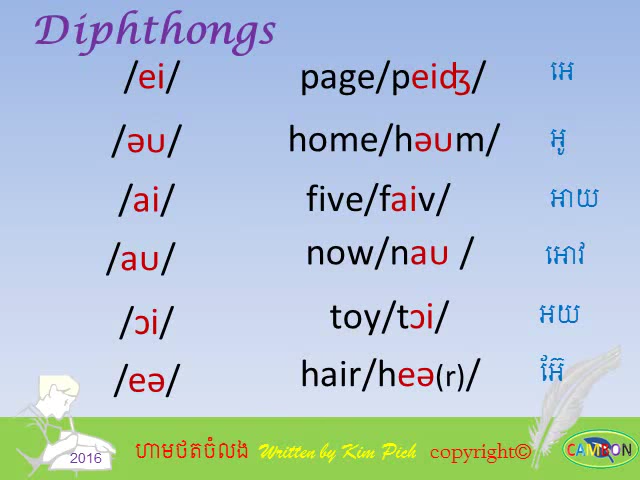 Diphthongs
/ei/ page/peiʤ/ អេ
/əʊ/ home/həʊm/ អូ
/ai/ five/faiv/ អាយ
/aʊ/ now/naʊ / អោវ
/ɔi/ toy/tɔi/ អយ
/eə/ hair/heə(r)/ អ៊ែ
2016 ហាមថតចំលង Written by Kim Pich copyright© CAMBON